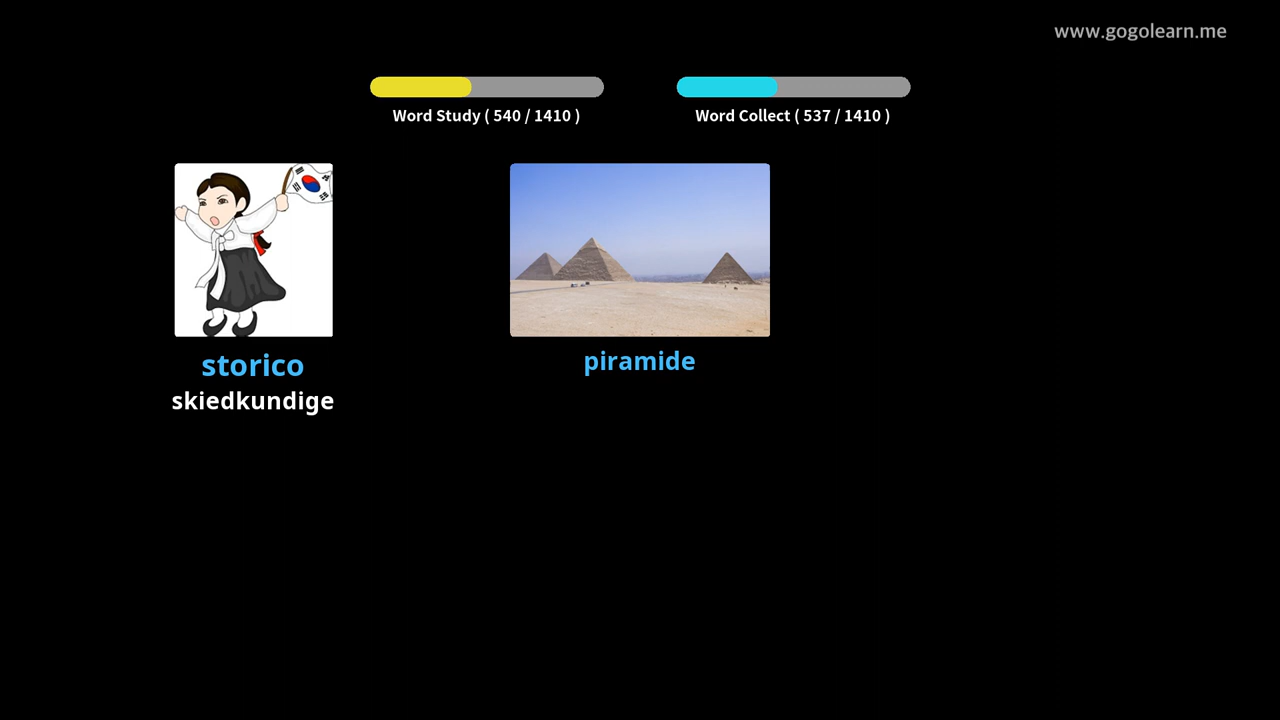 www.gogolearn.me
Word Study ( 540 / 1410 )
Word Collect ( 537 / 1410 )
storico
skiedkundige
piramide